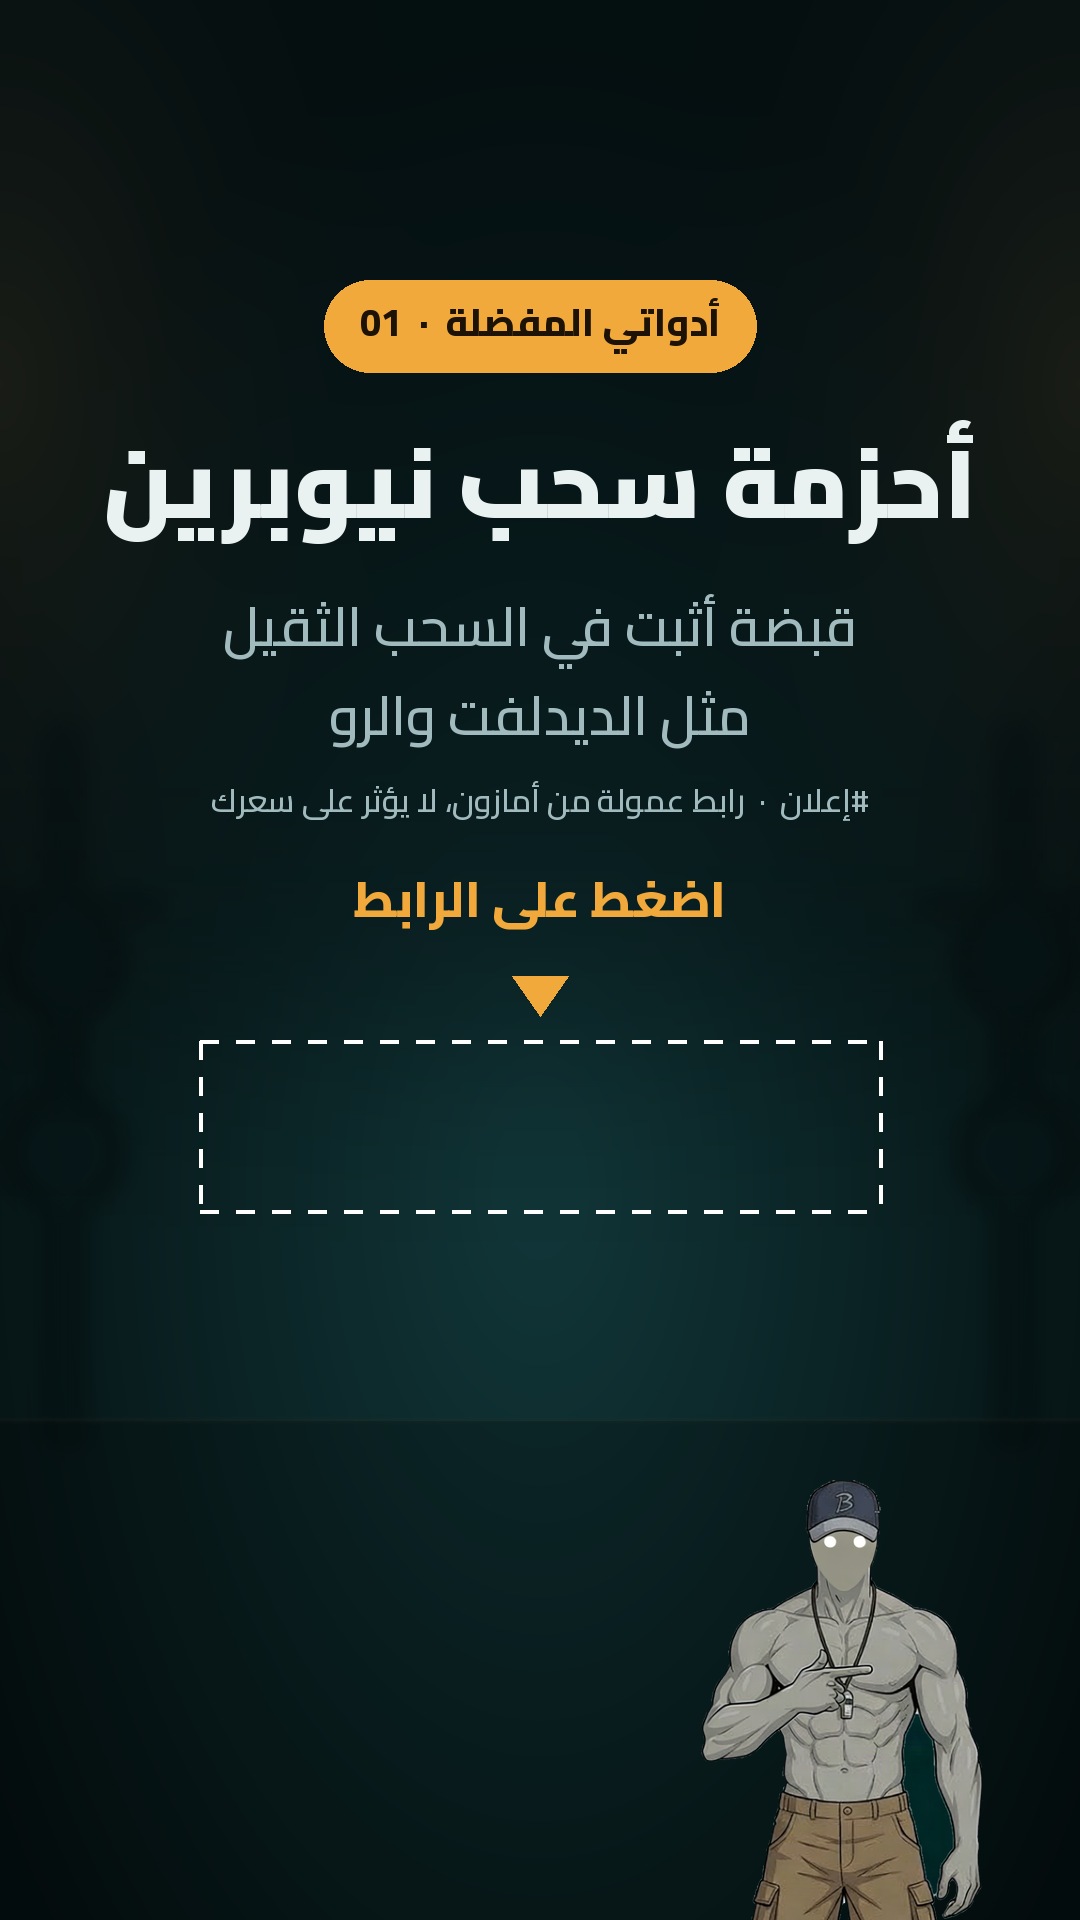 أدواتي المفضلة · 01
أحزمة سحب نيوبرين
قبضة أثبت في السحب الثقيل
مثل الديدلفت والرو
#إعلان · رابط عمولة من أمازون، لا يؤثر على سعرك
اضغط على الرابط
B